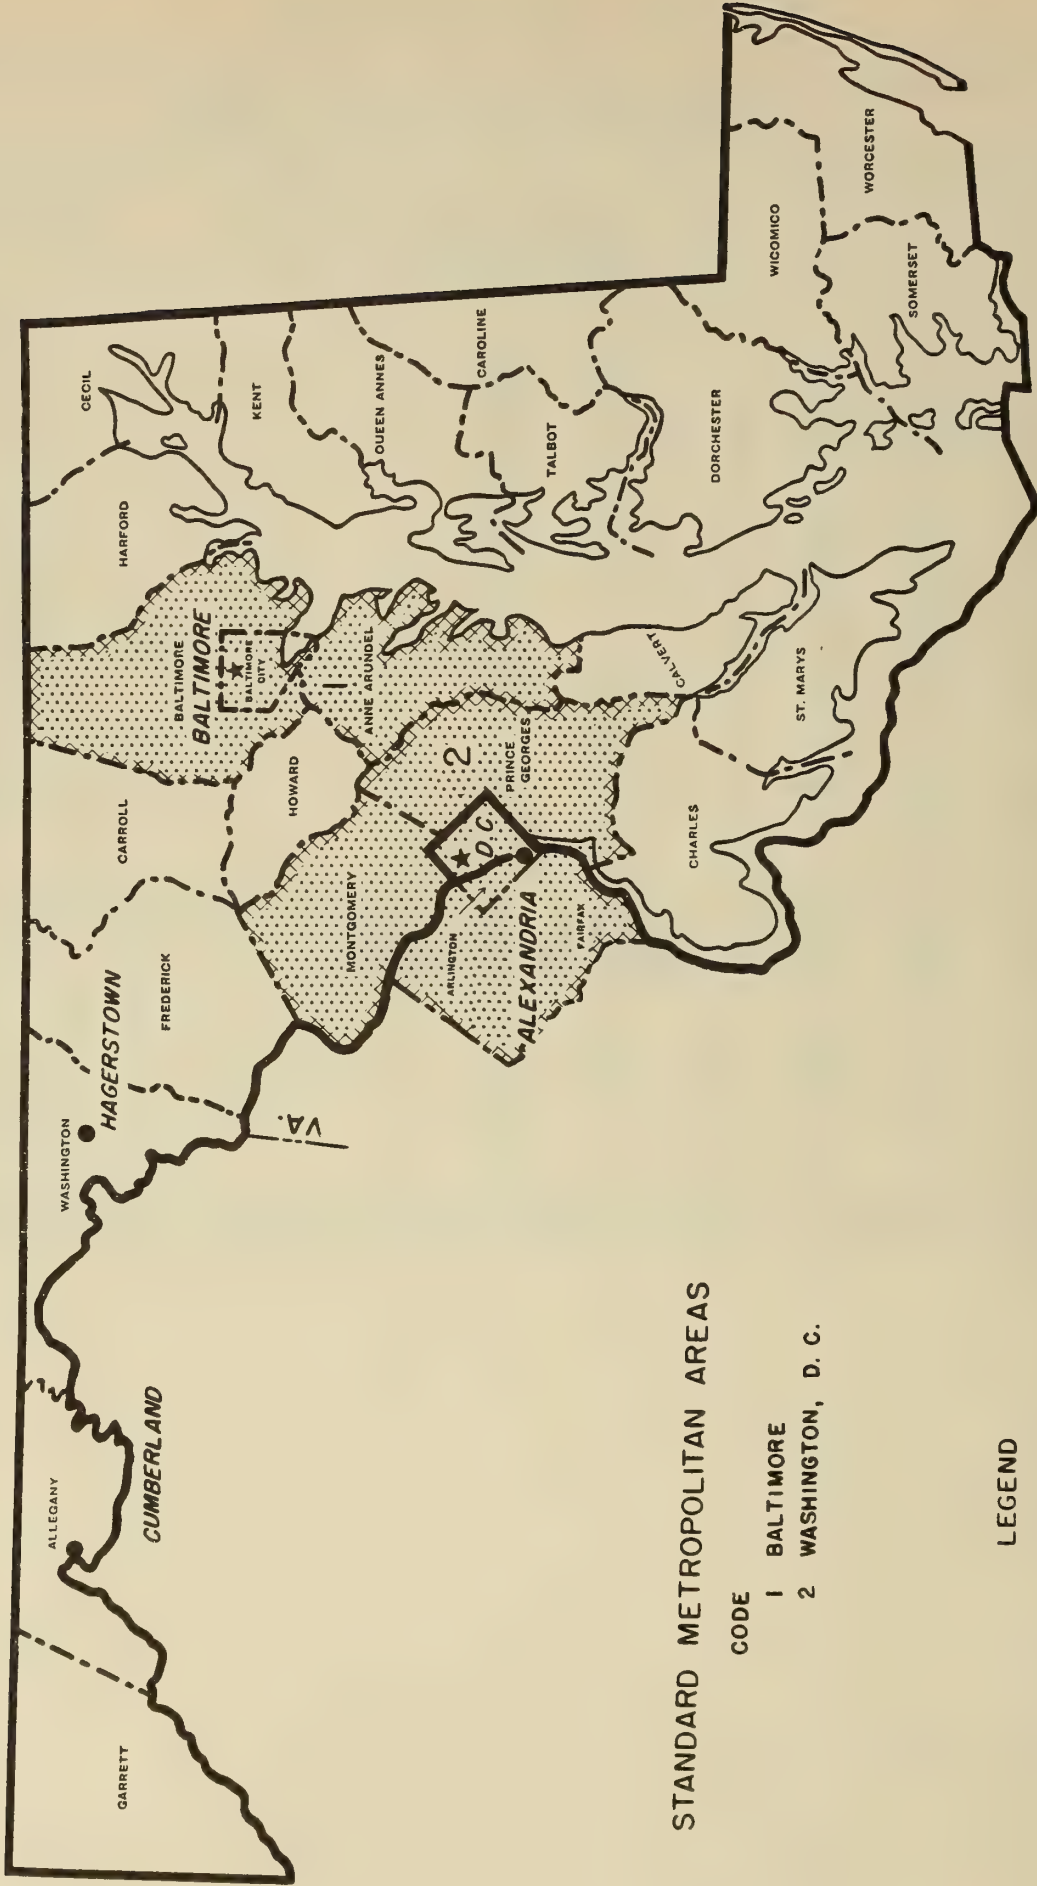 GARRETT
ALLEGANY
CUMBERLAND
WASHINGTON
HAGERSTOWN
FREDERICK
CARROLL
BALTIMORE
BALTIMORE
BALTIMORE
CITY
HARFORD
CECIL
KENT
HOWARD
1
ANNE ARUNDEL
QUEEN ANNES
CAROLINE
VA.
MONTGOMERY
2
PRINCE
GEORGES
D. C.
ARLINGTON
ALEXANDRIA
FAIRFAX
TALBOT
CALVERT
DORCHESTER
CHARLES
ST. MARYS
WICOMICO
WORCESTER
SOMERSET
STANDARD METROPOLITAN AREAS
CODE
1 BALTIMORE
2 WASHINGTON, D. C.
LEGEND